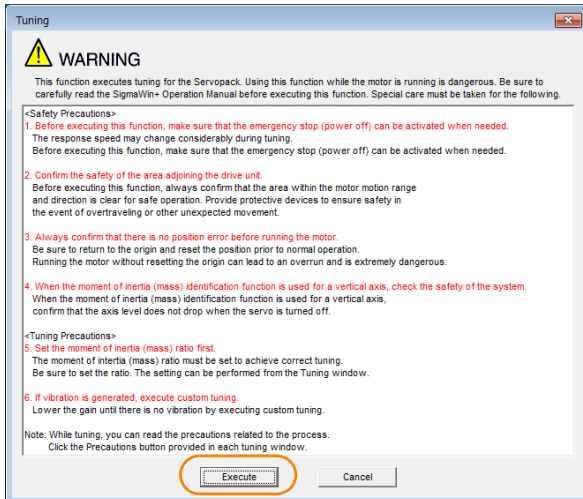 Tuning
WARNING
This function executes tuning for the Servopack. Using this function while the motor is running is dangerous. Be sure to
carefully read the SigmaWin+ Operation Manual before executing this function. Special care must be taken for the following.
<Safety Precautions>
1. Before executing this function, make sure that the emergency stop (power off) can be activated when needed.
The response speed may change considerably during tuning.
Before executing this function, make sure that the emergency stop (power off) can be activated when needed.
2. Confirm the safety of the area adjoining the drive unit.
Before executing this function, always confirm that the area within the motor motion range
and direction is clear for safe operation. Provide protective devices to ensure safety in
the event of overtraveling or other unexpected movement.
3. Always confirm that there is no position error before running the motor.
Be sure to return to the origin and reset the position prior to normal operation.
Running the motor without resetting the origin can lead to an overrun and is extremely dangerous.
4. When the moment of inertia (mass) identification function is used for a vertical axis, check the safety of the system.
When the moment of inertia (mass) identification function is used for a vertical axis,
confirm that the axis level does not drop when the servo is turned off.
<Tuning Precautions>
5. Set the moment of inertia (mass) ratio first.
The moment of intertia (mass) ratio must be set to achieve correct tuning.
Be sure to set the ratio. The setting can be performed from the Tuning window.
6. If vibration is generated, execute custom tuning.
Lower the gain until there is no vibration by executing custom tuning.
Note: While tuning, you can read the precautions related to the process.
Click the Precautions button provided in each tuning window.
Execute
Cancel